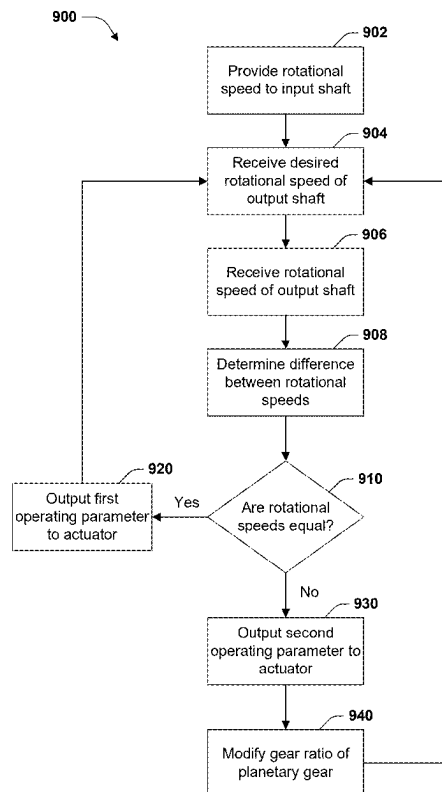 900
902
Provide rotational
speed to input shaft
904
Receive desired
rotational speed of
output shaft
906
Receive rotational
speed of output shaft
908
Determine difference
between rotational
speeds
910
Are rotational
speeds equal?
Yes
920
Output first
operating parameter
to actuator
No
930
Output second
operating parameter to
actuator
940
Modify gear ratio of
planetary gear